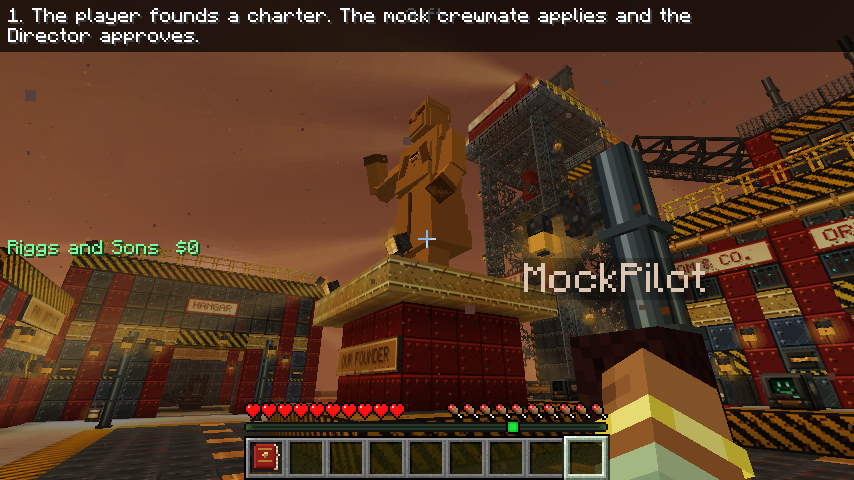 1. The player founds a charter. The mock crewmate applies and the
Director approves.
Riggs and Sons $0
MockPilot
& CO.
HANGAR
OUR FOUNDER